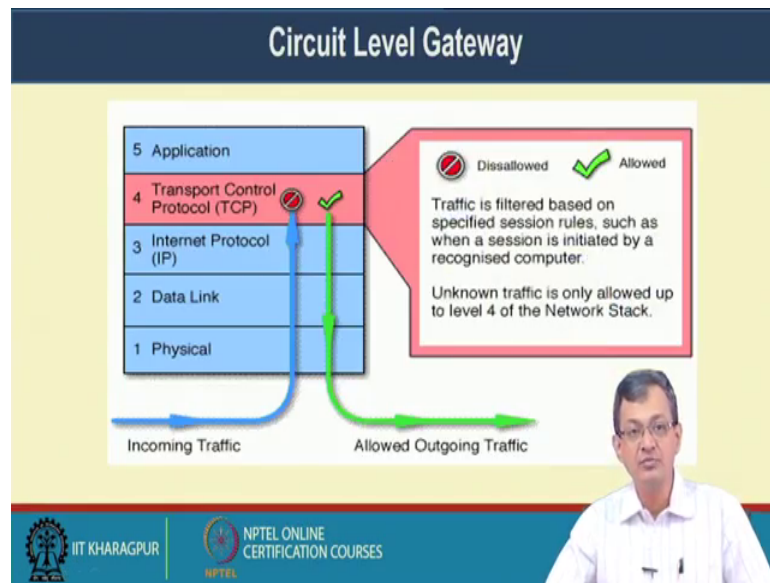 Circuit Level Gateway
5 Application
4 Transport Control
Protocol (TCP)
3 Internet Protocol
(IP)
2 Data Link
1 Physical
Incoming Traffic
Allowed Outgoing Traffic
Disallowed
Allowed
Traffic is filtered based on
specified session rules, such as
when a session is initiated by a
recognised computer.
Unknown traffic is only allowed up
to level 4 of the Network Stack.
IIT KHARAGPUR
NPTEL
NPTEL ONLINE
CERTIFICATION COURSES